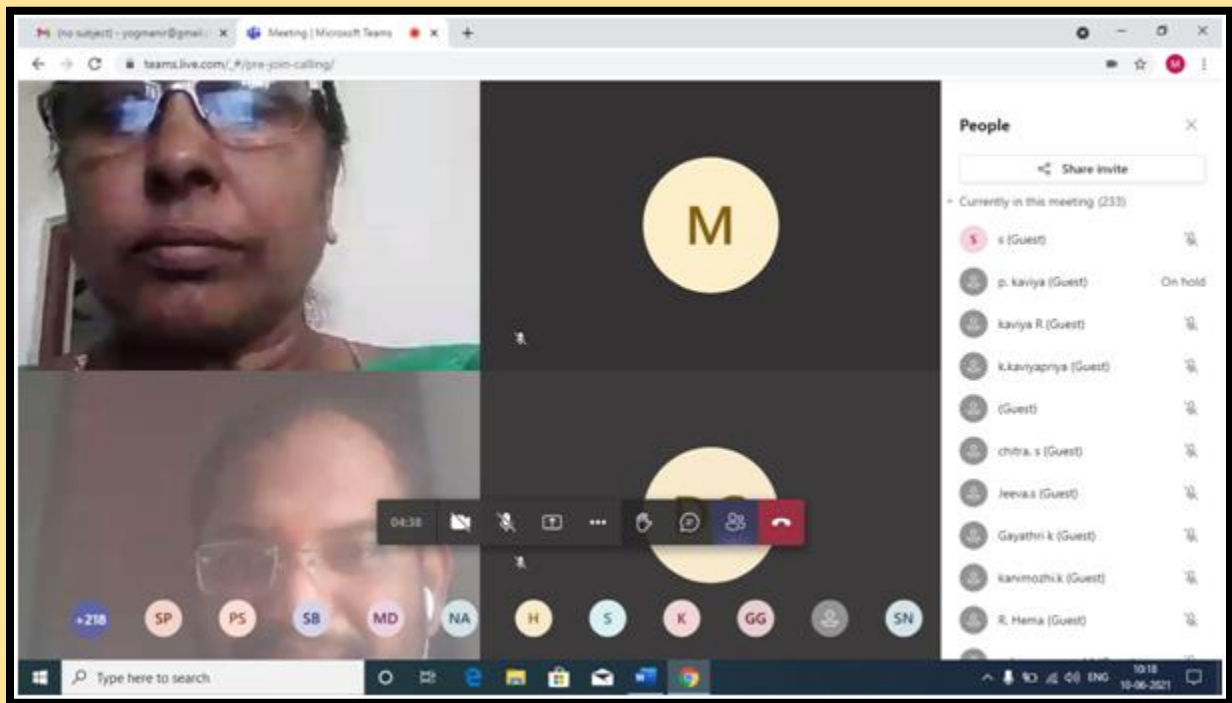 (no subject) - yogmanr@gmail.
Meeting | Microsoft Teams
teams.live.com/_#/pre-join-calling/
M
People
Share invite
Currently in this meeting (233)
M
S
s (Guest)
p. kaviya (Guest)
On hold
kaviya R (Guest)
k.kaviyapriya (Guest)
(Guest)
chitra. s (Guest)
Jeeva.s (Guest)
Gayathri k (Guest)
kanimozhi.k (Guest)
R. Hema (Guest)
04:38
+218 SP PS SB MD NA H S K GG SN
Type here to search
ENG
10:18
10-06-2021